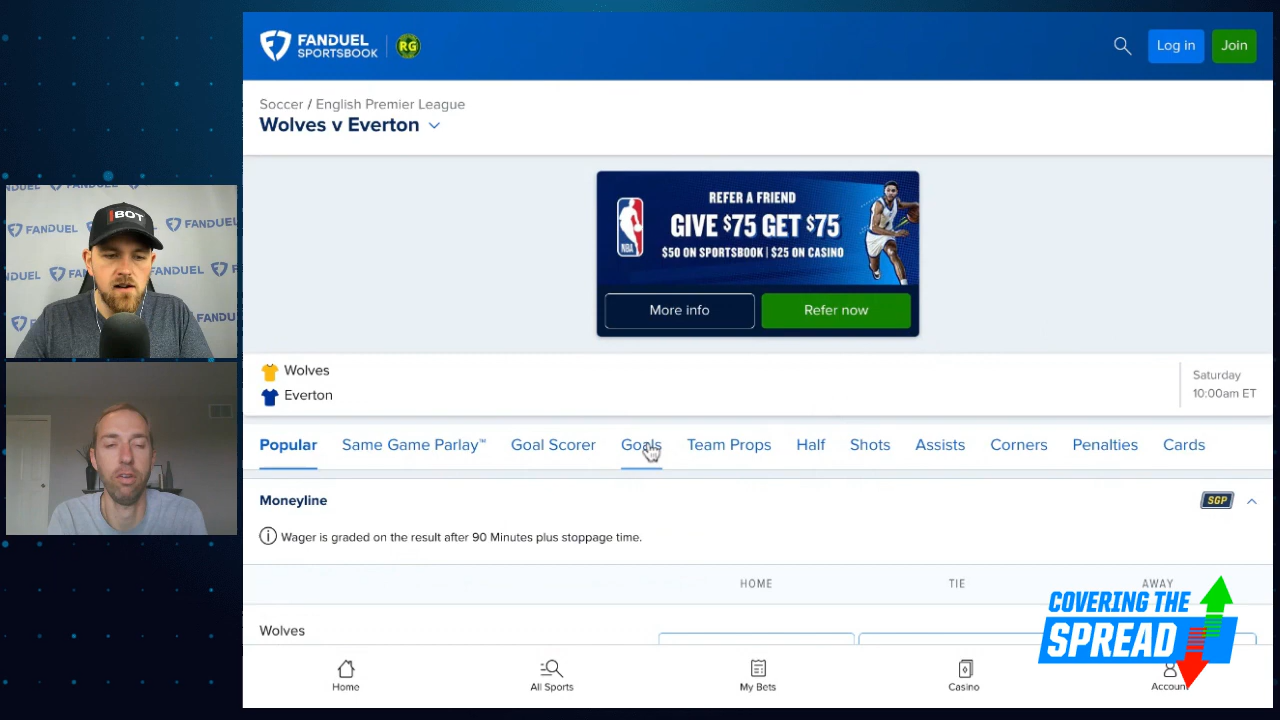 FANDUEL
SPORTSBOOK
RG
Log in
Join
Soccer / English Premier League
Wolves v Everton
REFER A FRIEND
GIVE $75 GET $75
$50 ON SPORTSBOOK | $25 ON CASINO
NBA
More info
Refer now
Wolves
Everton
Saturday
10:00am ET
Popular
Same Game Parlay™
Goal Scorer
Goals
Team Props
Half
Shots
Assists
Corners
Penalties
Cards
Moneyline
SGP
Wager is graded on the result after 90 Minutes plus stoppage time.
HOME
TIE
AWAY
Wolves
Home
All Sports
My Bets
Casino
Account
COVERING THE
SPREAD
FANDUEL
FANDUEL
FANDUEL
BOT